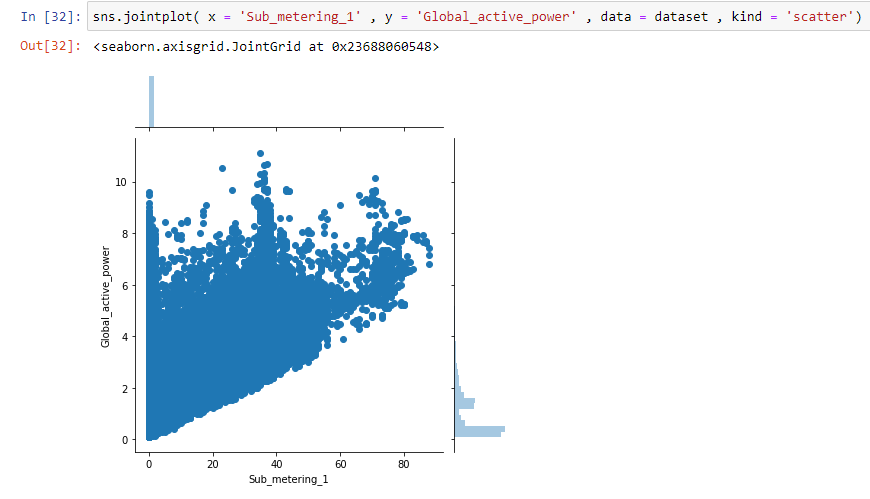 In [32]: sns.jointplot( x = 'Sub_metering_1' , y = 'Global_active_power' , data = dataset , kind = 'scatter')
Out[32]: <seaborn.axisgrid.JointGrid at 0x23688060548>
10
8
6
4
2
0
Global_active_power
0 20 40 60 80
Sub_metering_1